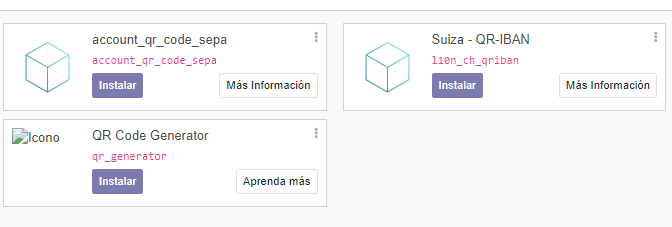 account_qr_code_sepa
account_qr_code_sepa
Instalar
Más Información
Suiza - QR-IBAN
l10n_ch_qriban
Instalar
Más Información
Icono
QR Code Generator
qr_generator
Instalar
Aprenda más